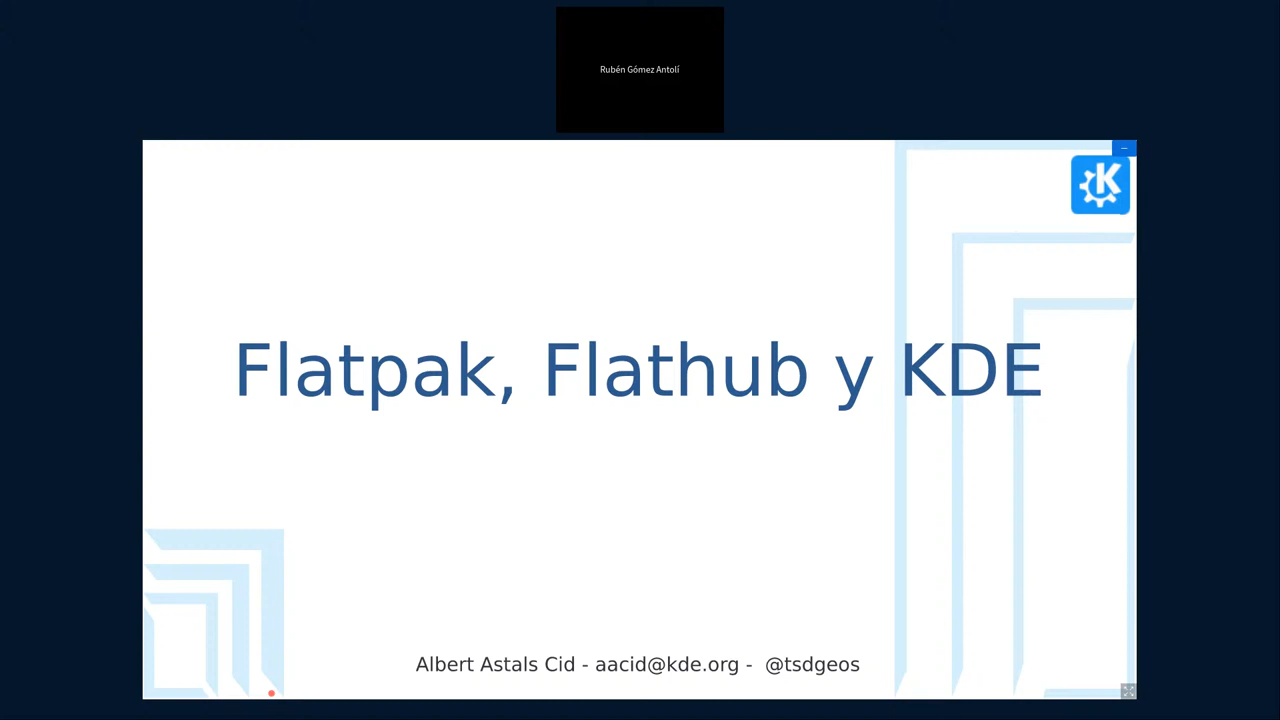 Rubén Gómez Antolí
K
Flatpak, Flathub y KDE
Albert Astals Cid - aacid@kde.org - @tsdgeos